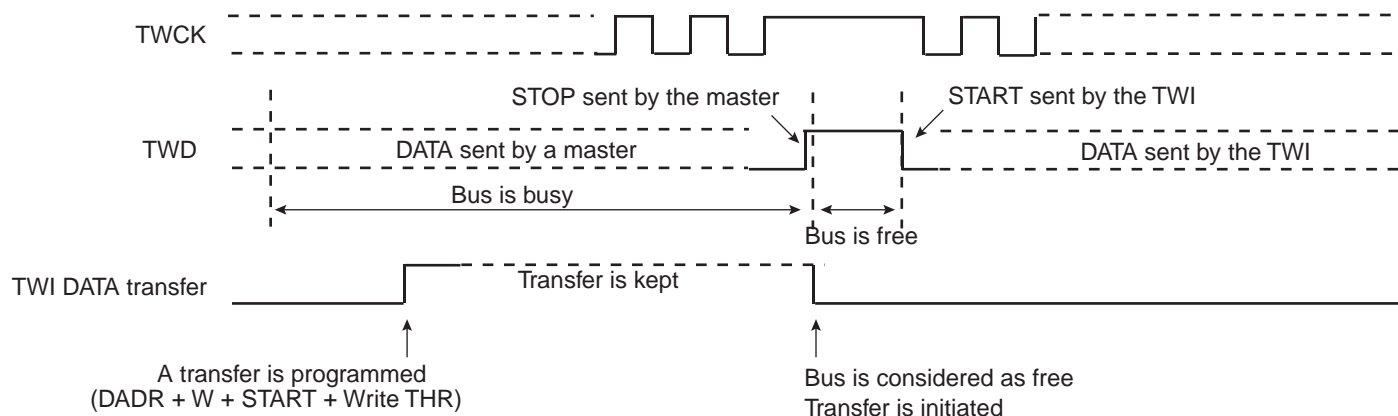 TWCK
STOP sent by the master
START sent by the TWI
TWD
DATA sent by a master
DATA sent by the TWI
Bus is busy
Bus is free
TWI DATA transfer
Transfer is kept
A transfer is programmed
(DADR + W + START + Write THR)
Bus is considered as free
Transfer is initiated